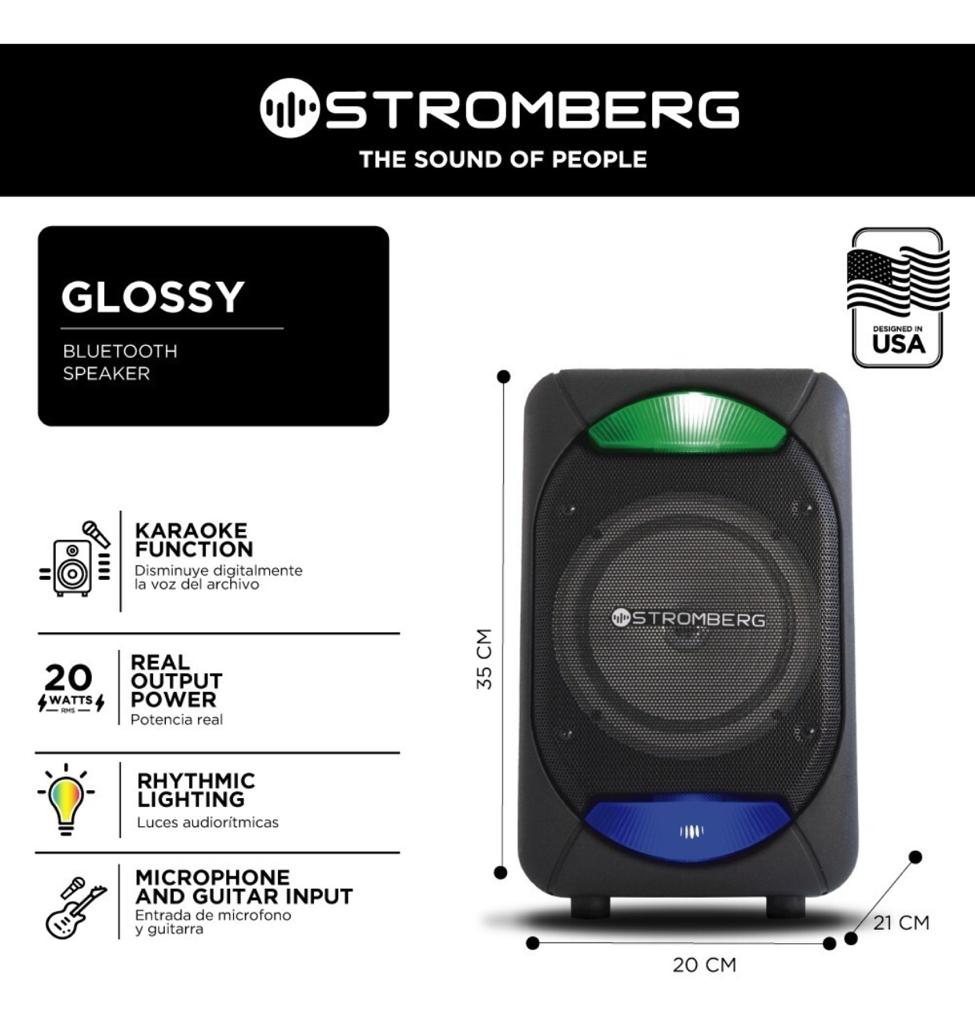 STROMBERG
THE SOUND OF PEOPLE
GLOSSY
BLUETOOTH
SPEAKER
DESIGNED IN
USA
KARAOKE
FUNCTION
Disminuye digitalmente
la voz del archivo
20
WATTS
RMS
REAL
OUTPUT
POWER
Potencia real
RHYTHMIC
LIGHTING
Luces audiorítmicas
MICROPHONE
AND GUITAR INPUT
Entrada de microfono
y guitarra
STROMBERG
35 CM
20 CM
21 CM